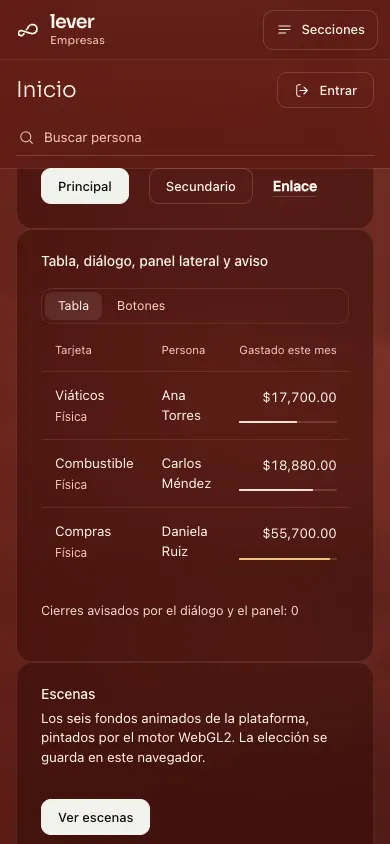 lever
Empresas
Secciones
Inicio
Entrar
Buscar persona
Principal
Secundario
Enlace
Tabla, diálogo, panel lateral y aviso
Tabla
Botones
Tarjeta
Persona
Gastado este mes
Viáticos
Física
Ana
Torres
$17,700.00
Combustible
Física
Carlos
Méndez
$18,880.00
Compras
Física
Daniela
Ruiz
$55,700.00
Cierres avisados por el diálogo y el panel: 0
Escenas
Los seis fondos animados de la plataforma,
pintados por el motor WebGL2. La elección se
guarda en este navegador.
Ver escenas